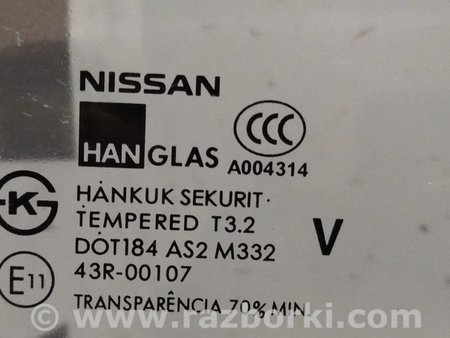 NISSAN
HANGLAS
CCC
A004314
K
HANKUK SEKURIT·
TEMPERED T3.2
V
DOT184 AS2 M332
E11
43R-00107
TRANSPARÊNCIA 70% MIN
www.razborki.com